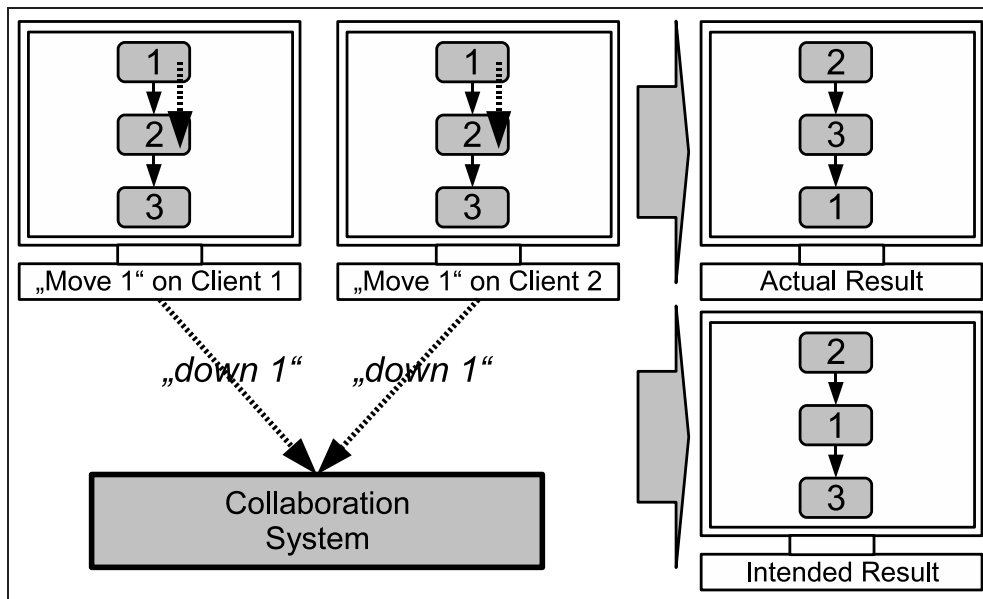 1
2
3
„Move 1“ on Client 1
1
2
3
„Move 1“ on Client 2
2
3
1
Actual Result
„down 1“
„down 1“
Collaboration
System
2
1
3
Intended Result